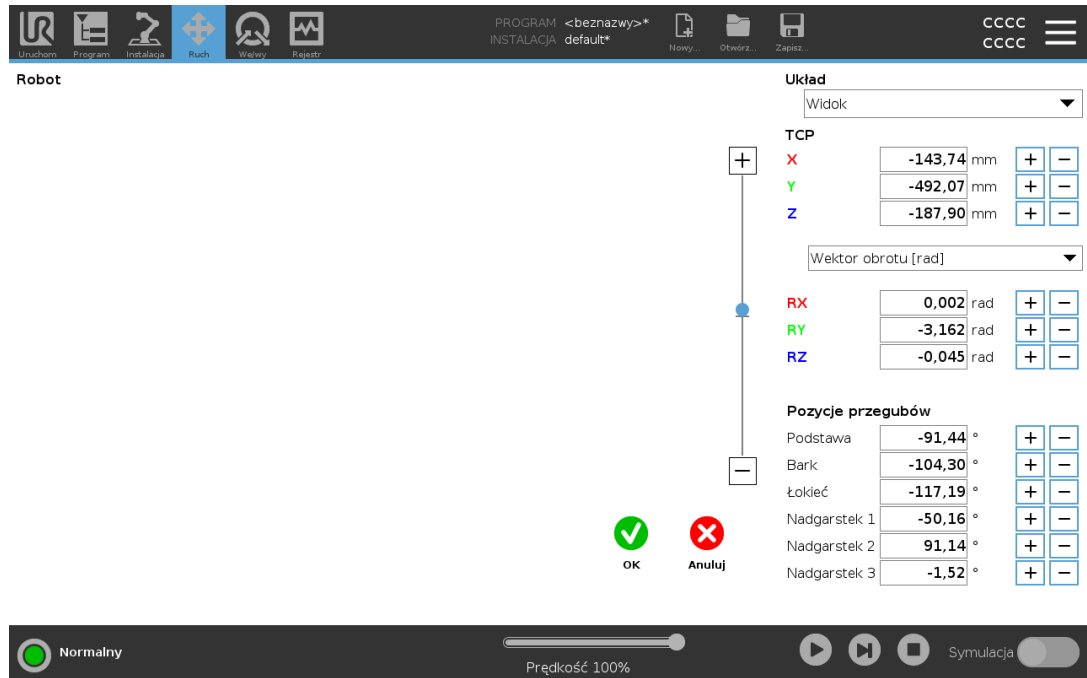 PROGRAM <beznazwy>*
INSTALACJA default*
CCCC
CCCC
Uruchom Program Instalacja Ruch We/wy Rejestr Nowy... Otwórz... Zapisz...
Robot
Układ
Widok
TCP
X -143,74 mm + −
Y -492,07 mm + −
Z -187,90 mm + −
Wektor obrotu [rad]
RX 0,002 rad + −
RY -3,162 rad + −
RZ -0,045 rad + −
Pozycje przegubów
Podstawa -91,44 ° + −
Bark -104,30 ° + −
Łokieć -117,19 ° + −
Nadgarstek 1 -50,16 ° + −
Nadgarstek 2 91,14 ° + −
Nadgarstek 3 -1,52 ° + −
OK Anuluj
Normalny
Prędkość 100%
Symulacja